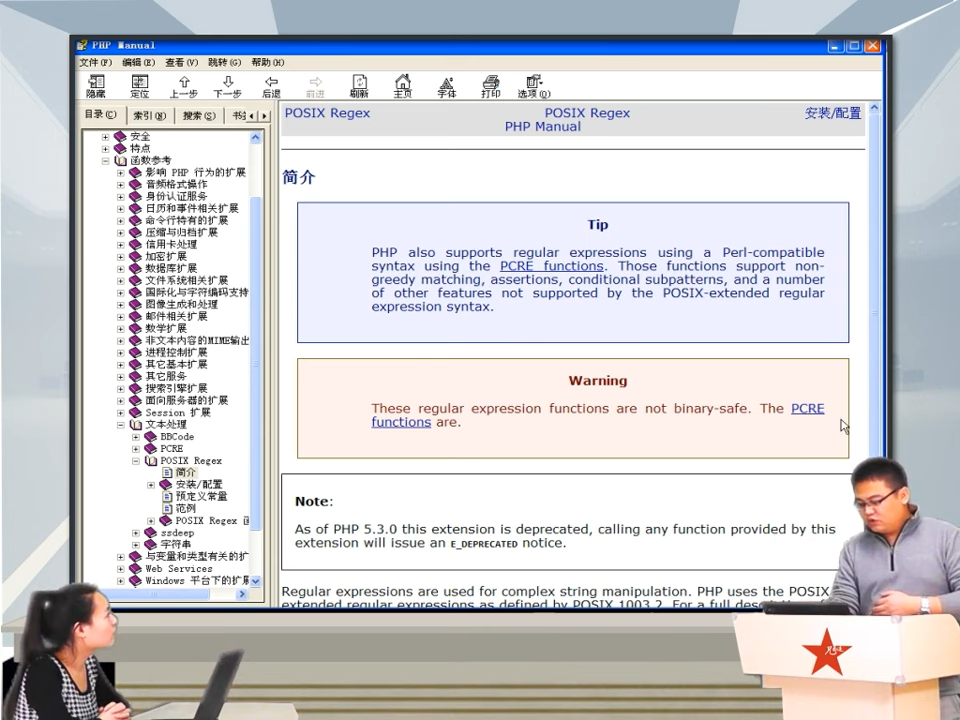 PHP Manual
文件(F) 编辑(E) 查看(V) 跳转(G) 帮助(H)
隐藏 定位 上一步 下一步 后退 前进 刷新 主页 字体 打印 选项(O)
目录(C) 索引(N) 搜索(S) 书签
安全
特点
函数参考
影响 PHP 行为的扩展
音频格式操作
身份认证服务
日历和事件相关扩展
命令行特有的扩展
压缩与归档扩展
信用卡处理
加密扩展
数据库扩展
文件系统相关扩展
国际化与字符编码支持
图像生成和处理
邮件相关扩展
数学扩展
非文本内容的MIME输出
进程控制扩展
其它基本扩展
其它服务
搜索引擎扩展
面向服务器的扩展
Session 扩展
文本处理
BBCode
PCRE
POSIX Regex
简介
安装/配置
预定义常量
范例
POSIX Regex
ssdeep
字符串
与变量和类型有关的扩
Web Services
Windows 平台下的扩展
POSIX Regex POSIX Regex 安装/配置
PHP Manual
简介
Tip
PHP also supports regular expressions using a Perl-compatible
syntax using the PCRE functions. Those functions support non-
greedy matching, assertions, conditional subpatterns, and a number
of other features not supported by the POSIX-extended regular
expression syntax.
Warning
These regular expression functions are not binary-safe. The PCRE
functions are.
Note:
As of PHP 5.3.0 this extension is deprecated, calling any function provided by this
extension will issue an E_DEPRECATED notice.
Regular expressions are used for complex string manipulation. PHP uses the POSIX
extended regular expressions as defined by POSIX 1003.2. For a full